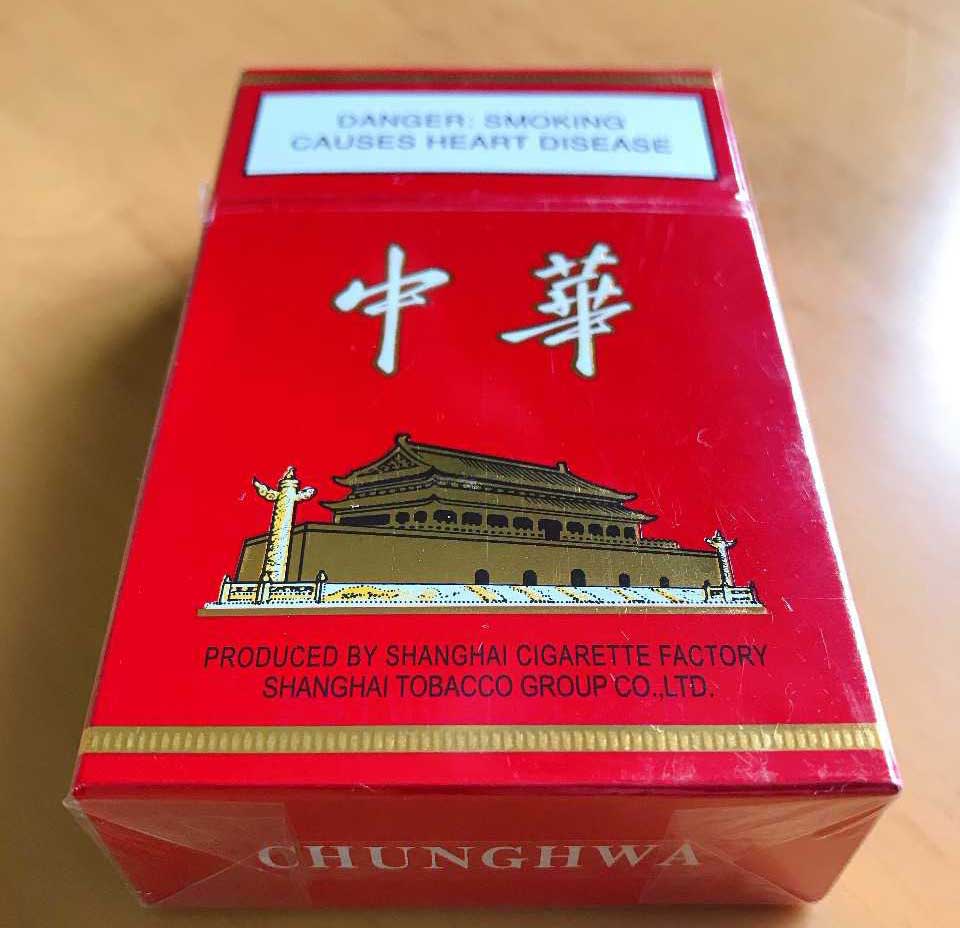 DANGER: SMOKING
CAUSES HEART DISEASE
中華
PRODUCED BY SHANGHAI CIGARETTE FACTORY
SHANGHAI TOBACCO GROUP CO.,LTD.
CHUNGHWA